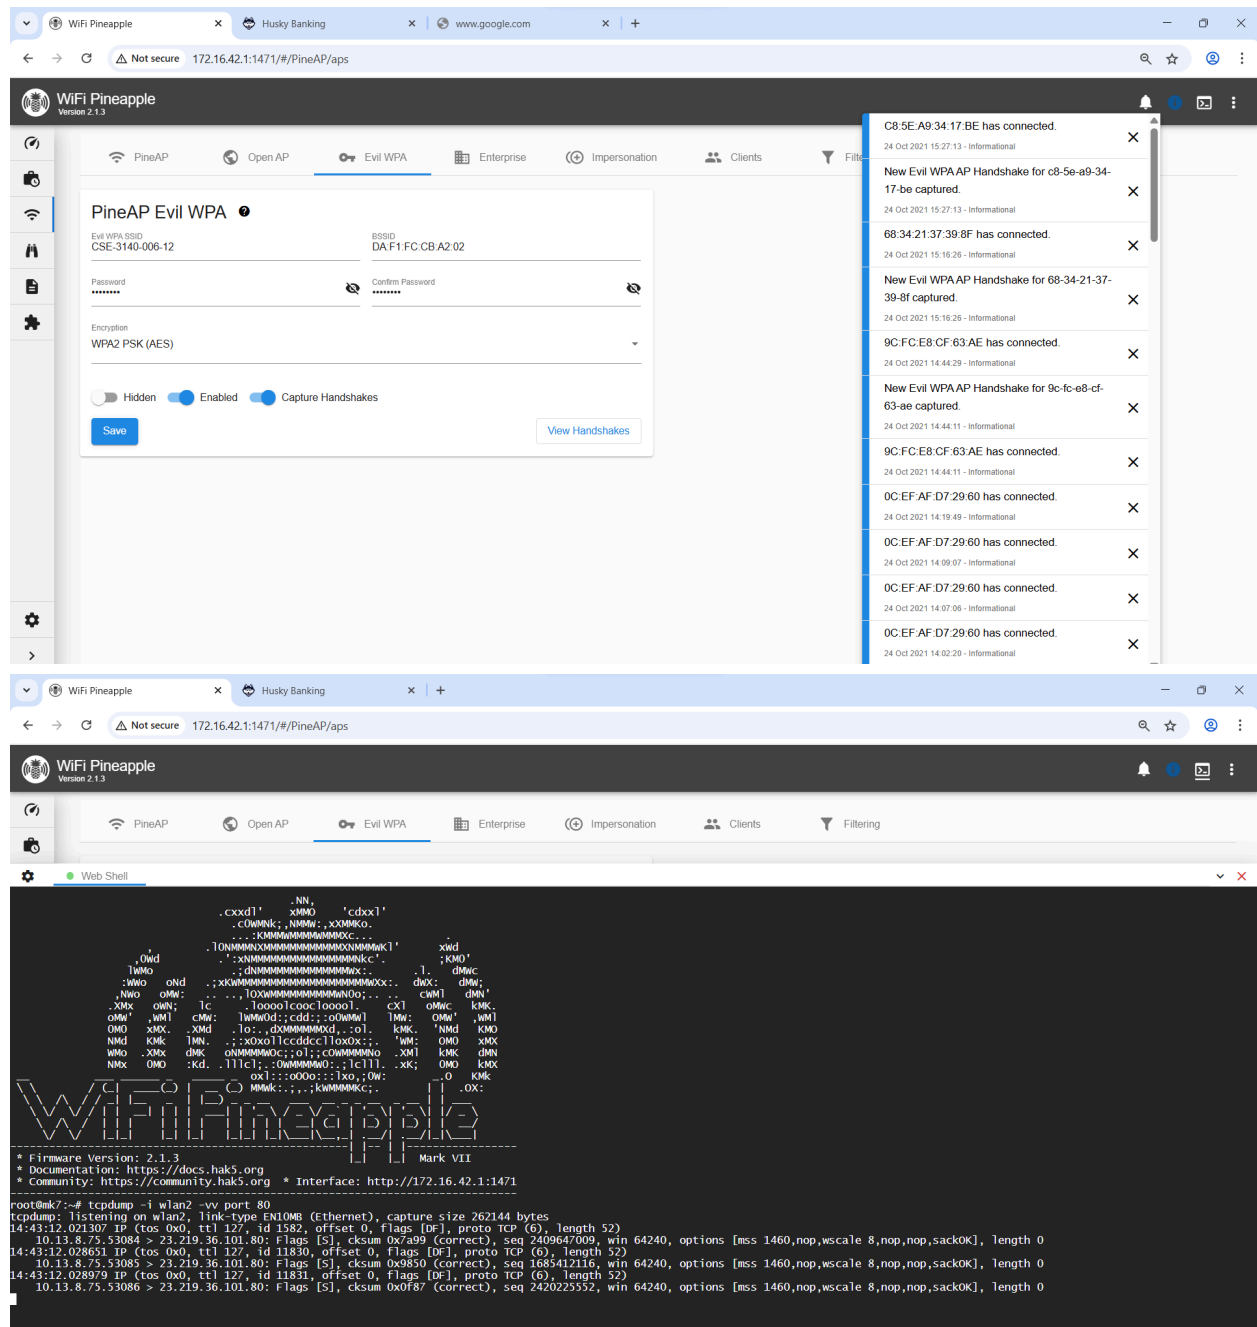 WiFi Pineapple
Husky Banking
www.google.com
Not secure 172.16.42.1:1471/#/PineAP/aps
WiFi Pineapple
Version 2.1.3
PineAP Open AP Evil WPA Enterprise Impersonation Clients Filte
PineAP Evil WPA
Evil WPA SSID
CSE-3140-006-12
BSSID
DA:F1:FC:CB:A2:02
Password
••••••••
Confirm Password
••••••••
Encryption
WPA2 PSK (AES)
Hidden Enabled Capture Handshakes
Save
View Handshakes
C8:5E:A9:34:17:BE has connected.
24 Oct 2021 15:27:13 - Informational
New Evil WPA AP Handshake for c8-5e-a9-34-
17-be captured.
24 Oct 2021 15:27:13 - Informational
68:34:21:37:39:8F has connected.
24 Oct 2021 15:16:26 - Informational
New Evil WPA AP Handshake for 68-34-21-37-
39-8f captured.
24 Oct 2021 15:16:26 - Informational
9C:FC:E8:CF:63:AE has connected.
24 Oct 2021 14:44:29 - Informational
New Evil WPA AP Handshake for 9c-fc-e8-cf-
63-ae captured.
24 Oct 2021 14:44:11 - Informational
9C:FC:E8:CF:63:AE has connected.
24 Oct 2021 14:44:11 - Informational
0C:EF:AF:D7:29:60 has connected.
24 Oct 2021 14:19:49 - Informational
0C:EF:AF:D7:29:60 has connected.
24 Oct 2021 14:09:07 - Informational
0C:EF:AF:D7:29:60 has connected.
24 Oct 2021 14:07:06 - Informational
0C:EF:AF:D7:29:60 has connected.
24 Oct 2021 14:02:20 - Informational
WiFi Pineapple
Husky Banking
Not secure 172.16.42.1:1471/#/PineAP/aps
WiFi Pineapple
Version 2.1.3
PineAP Open AP Evil WPA Enterprise Impersonation Clients Filtering
Web Shell
WiFiPineapple
* Firmware Version: 2.1.3 Mark VII
* Documentation: https://docs.hak5.org
* Community: https://community.hak5.org * Interface: http://172.16.42.1:1471
root@mk7:~# tcpdump -i wlan2 -vv port 80
tcpdump: listening on wlan2, link-type EN10MB (Ethernet), capture size 262144 bytes
14:43:12.021307 IP (tos 0x0, ttl 127, id 1582, offset 0, flags [DF], proto TCP (6), length 52)
10.13.8.75.53084 > 23.219.36.101.80: Flags [S], cksum 0x7a99 (correct), seq 2409647009, win 64240, options [mss 1460,nop,wscale 8,nop,nop,sackOK], length 0
14:43:12.028651 IP (tos 0x0, ttl 127, id 11830, offset 0, flags [DF], proto TCP (6), length 52)
10.13.8.75.53085 > 23.219.36.101.80: Flags [S], cksum 0x9850 (correct), seq 1685412116, win 64240, options [mss 1460,nop,wscale 8,nop,nop,sackOK], length 0
14:43:12.028979 IP (tos 0x0, ttl 127, id 11831, offset 0, flags [DF], proto TCP (6), length 52)
10.13.8.75.53086 > 23.219.36.101.80: Flags [S], cksum 0x0f87 (correct), seq 2420225552, win 64240, options [mss 1460,nop,wscale 8,nop,nop,sackOK], length 0